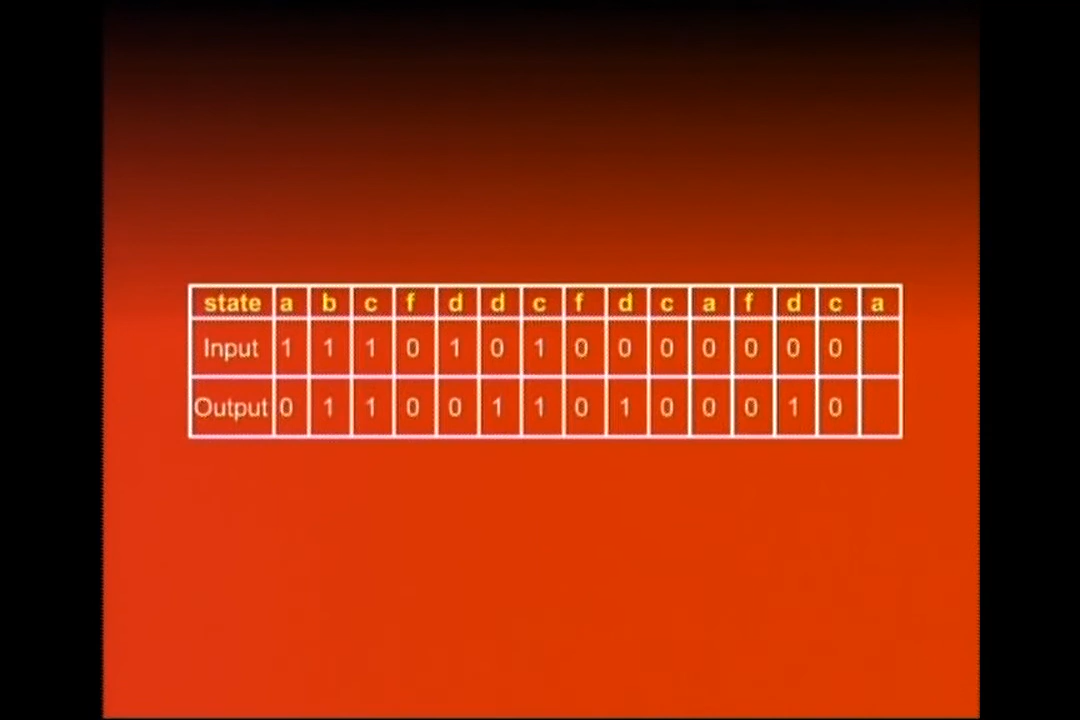 state a b c f d d c f d c a f d c a
Input 1 1 1 0 1 0 1 0 0 0 0 0 0 0
Output 0 1 1 0 0 1 1 0 1 0 0 0 1 0